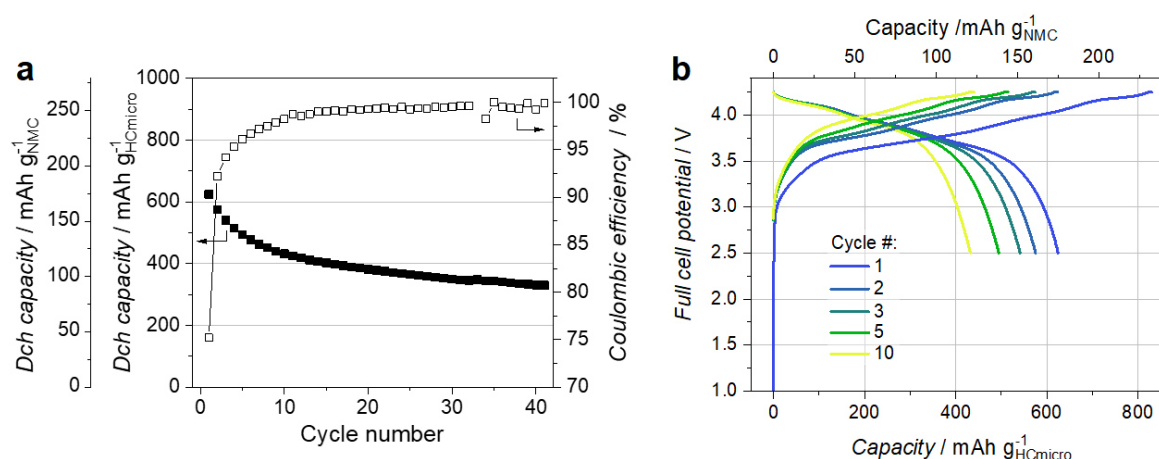 a
Dch capacity / mAh g⁻¹NMC
250
200
150
100
50
0
Dch capacity / mAh g⁻¹HCmicro
1000
800
600
400
200
0
100
95
90
85
80
75
70
Coulombic efficiency / %
0 10 20 30 40
Cycle number
b
Capacity /mAh g⁻¹NMC
0 50 100 150 200
Full cell potential / V
4.0
3.5
3.0
2.5
2.0
1.5
1.0
Cycle #:
1
2
3
5
10
0 200 400 600 800
Capacity / mAh g⁻¹HCmicro